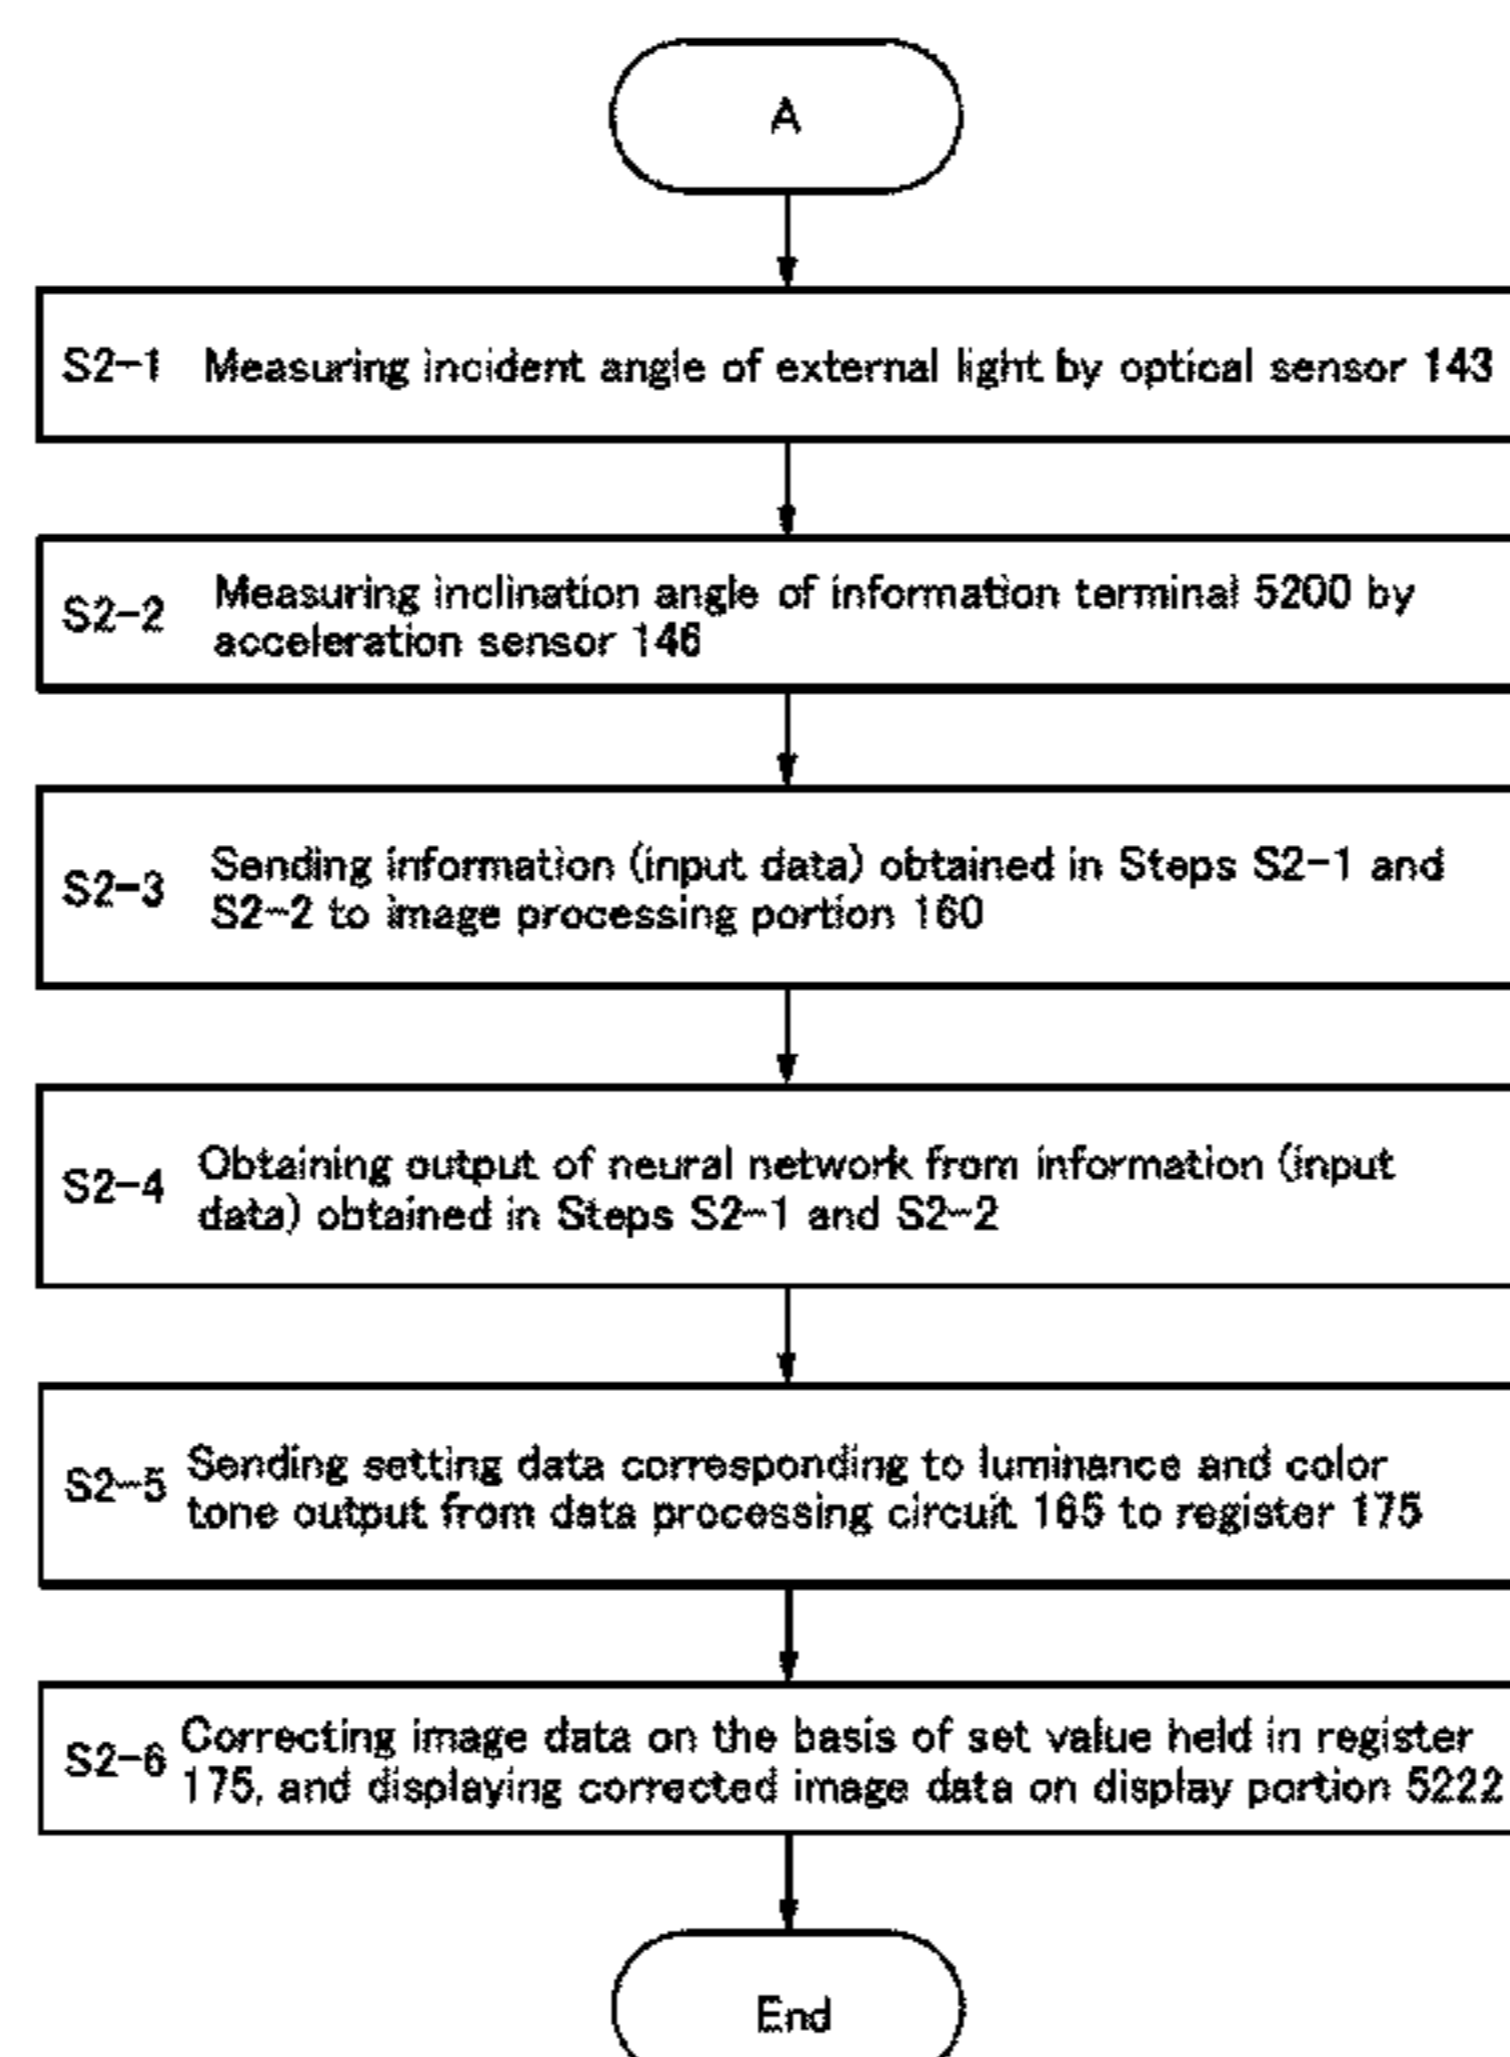 A
S2-1 Measuring incident angle of external light by optical sensor 143
S2-2 Measuring inclination angle of information terminal 5200 by
acceleration sensor 146
S2-3 Sending information (input data) obtained in Steps S2-1 and
S2-2 to image processing portion 160
S2-4 Obtaining output of neural network from information (input
data) obtained in Steps S2-1 and S2-2
S2-5 Sending setting data corresponding to luminance and color
tone output from data processing circuit 165 to register 175
S2-6 Correcting image data on the basis of set value held in register
175, and displaying corrected image data on display portion 5222
End